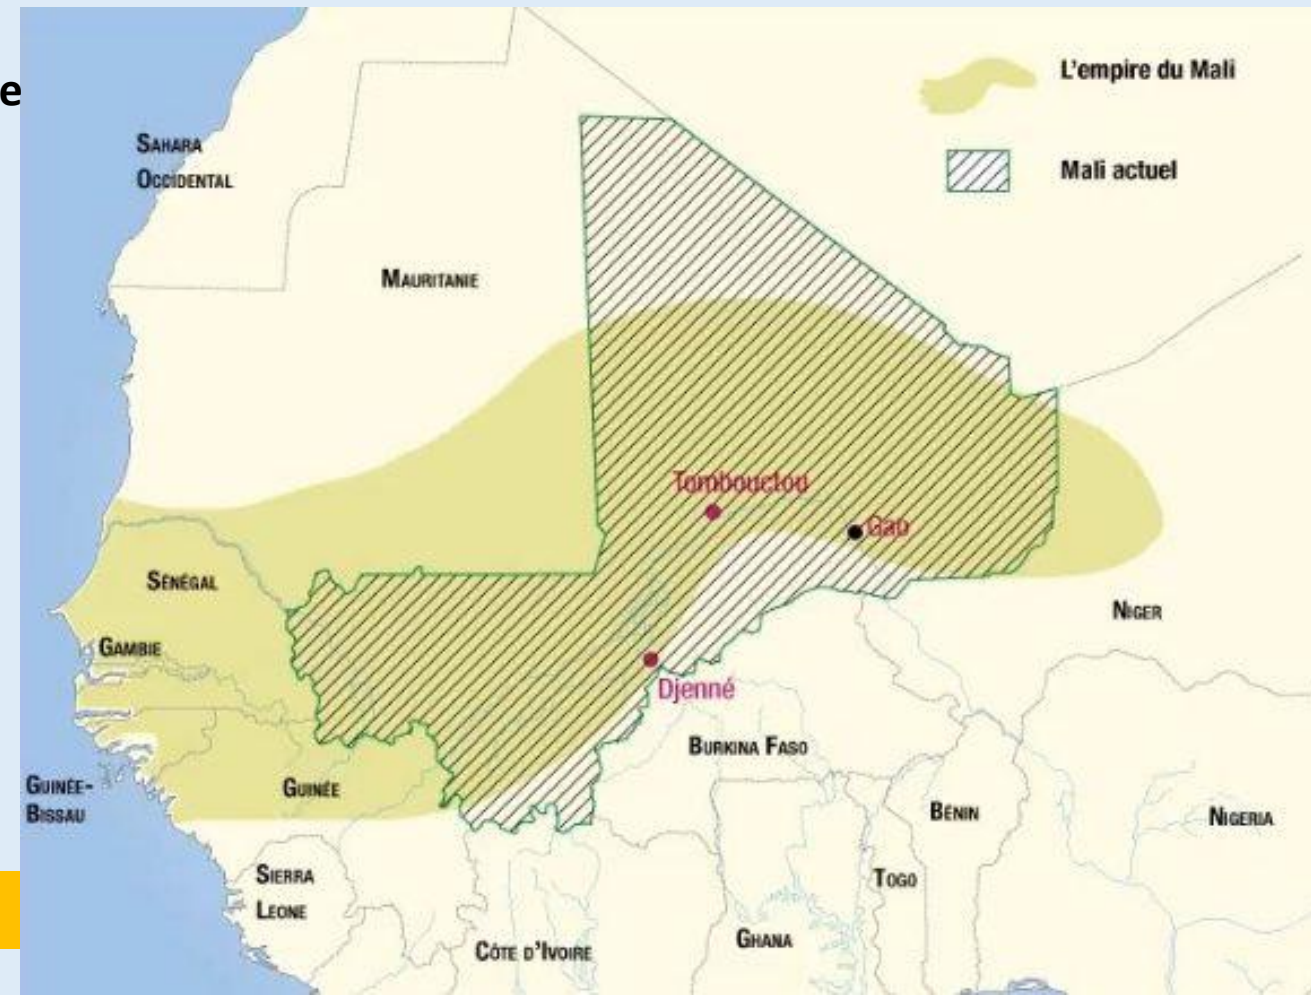 e
L'empire du Mali
Mali actuel
SAHARA
OCCIDENTAL
MAURITANIE
Tombouctou
Gao
SÉNÉGAL
NIGER
GAMBIE
Djenné
BURKINA FASO
GUINÉE-
BISSAU
GUINÉE
BÉNIN
NIGERIA
SIERRA
LEONE
TOGO
GHANA
CÔTE D'IVOIRE